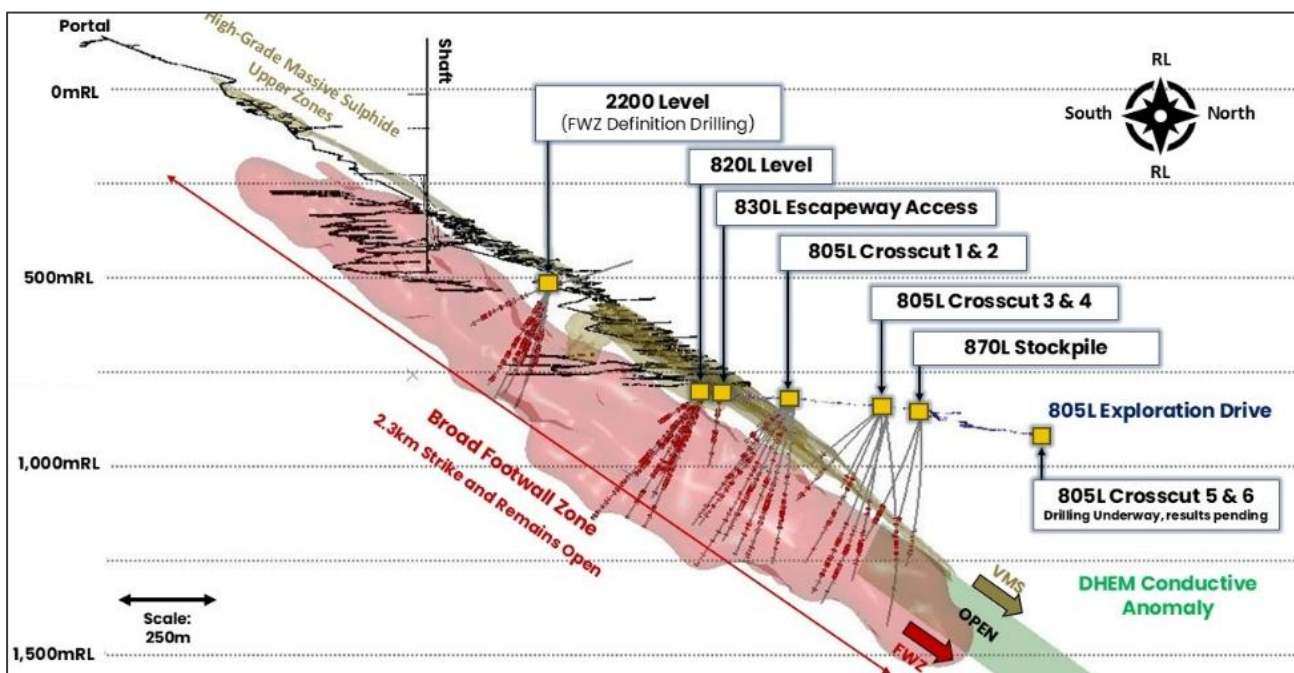 Portal
High-Grade Massive Sulphide
Upper Zones
Shaft
RL
South
North
RL
0mRL
500mRL
1,000mRL
1,500mRL
2200 Level
(FWZ Definition Drilling)
820L Level
830L Escapeway Access
805L Crosscut 1 & 2
805L Crosscut 3 & 4
870L Stockpile
805L Exploration Drive
805L Crosscut 5 & 6
Drilling Underway, results pending
Broad Footwall Zone
2.3km Strike and Remains Open
VMS
OPEN
FWZ
DHEM Conductive
Anomaly
Scale:
250m